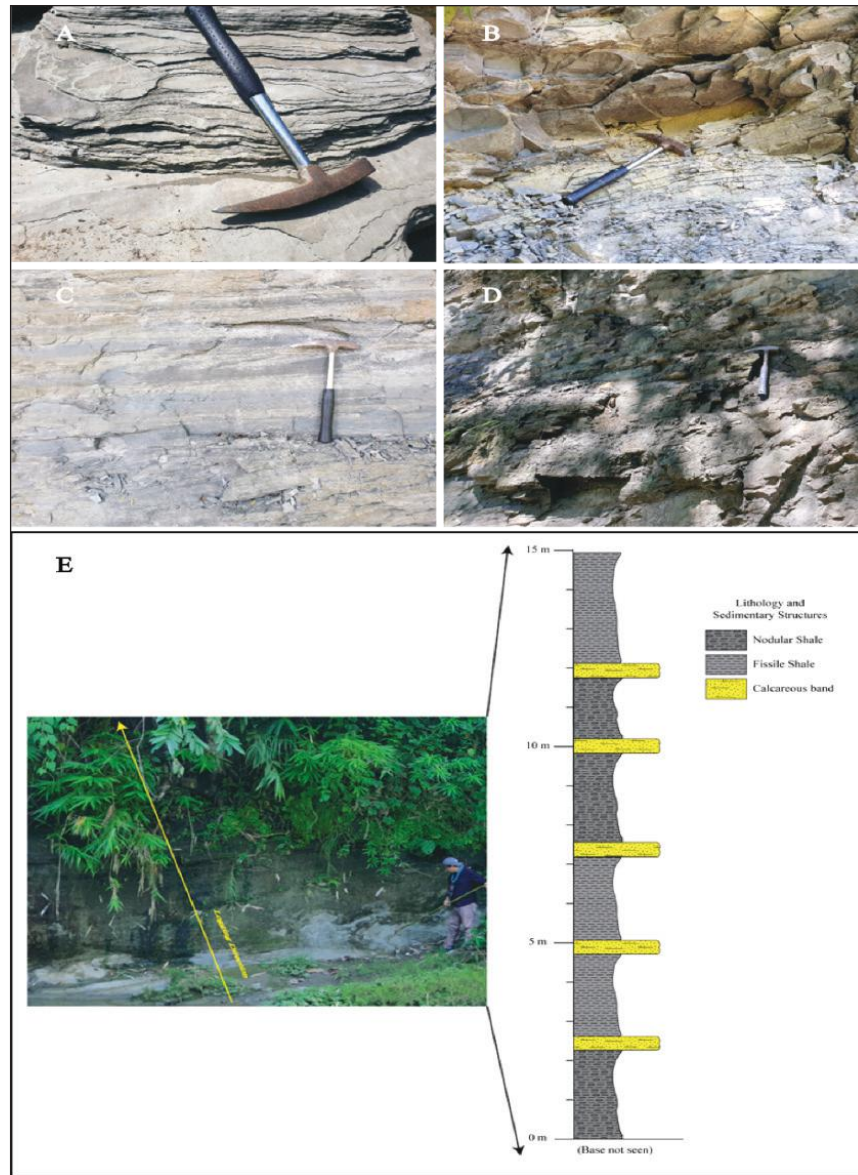 A
B
C
D
E
15 m
10 m
5 m
0 m
(Base not seen)
Lithology and
Sedimentary Structures
Nodular Shale
Fissile Shale
Calcareous band